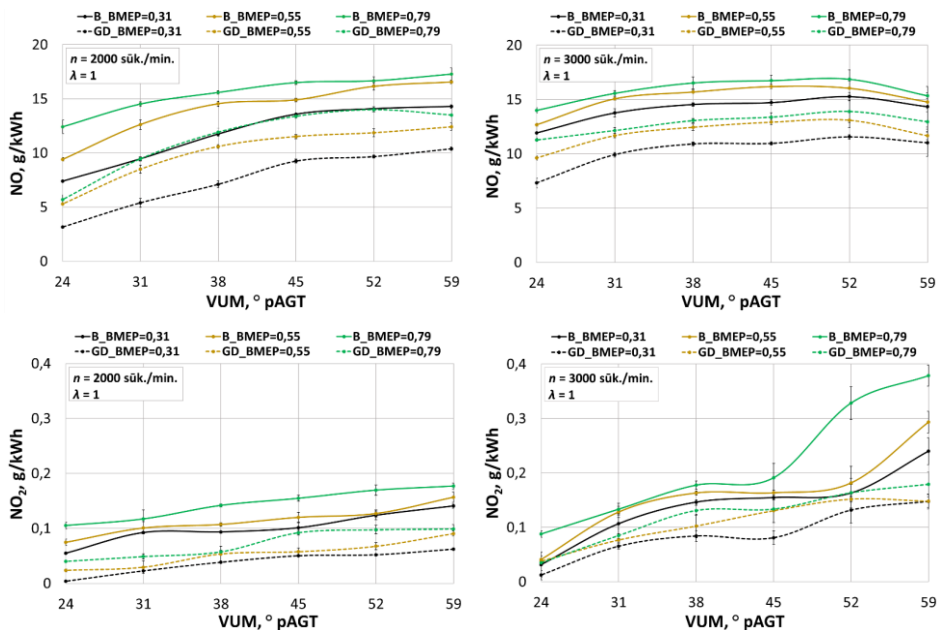 B_BMEP=0,31 B_BMEP=0,55 B_BMEP=0,79
GD_BMEP=0,31 GD_BMEP=0,55 GD_BMEP=0,79
n = 2000 sūk./min.
λ = 1
NO, g/kWh
20
15
10
5
0
24 31 38 45 52 59
VUM, ° pAGT
B_BMEP=0,31 B_BMEP=0,55 B_BMEP=0,79
GD_BMEP=0,31 GD_BMEP=0,55 GD_BMEP=0,79
n = 3000 sūk./min.
λ = 1
NO, g/kWh
20
15
10
5
0
24 31 38 45 52 59
VUM, ° pAGT
B_BMEP=0,31 B_BMEP=0,55 B_BMEP=0,79
GD_BMEP=0,31 GD_BMEP=0,55 GD_BMEP=0,79
n = 2000 sūk./min.
λ = 1
NO₂, g/kWh
0,4
0,3
0,2
0,1
0
24 31 38 45 52 59
VUM, ° pAGT
B_BMEP=0,31 B_BMEP=0,55 B_BMEP=0,79
GD_BMEP=0,31 GD_BMEP=0,55 GD_BMEP=0,79
n = 3000 sūk./min.
λ = 1
NO₂, g/kWh
0,4
0,3
0,2
0,1
0
24 31 38 45 52 59
VUM, ° pAGT